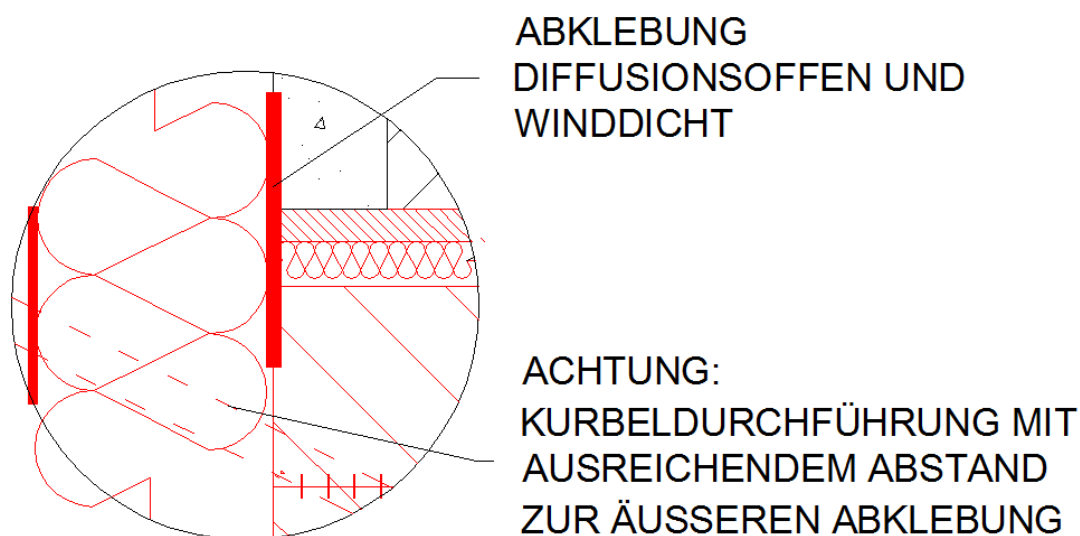 ABKLEBUNG
DIFFUSIONSOFFEN UND
WINDDICHT
ACHTUNG:
KURBELDURCHFÜHRUNG MIT
AUSREICHENDEM ABSTAND
ZUR ÄUSSEREN ABKLEBUNG